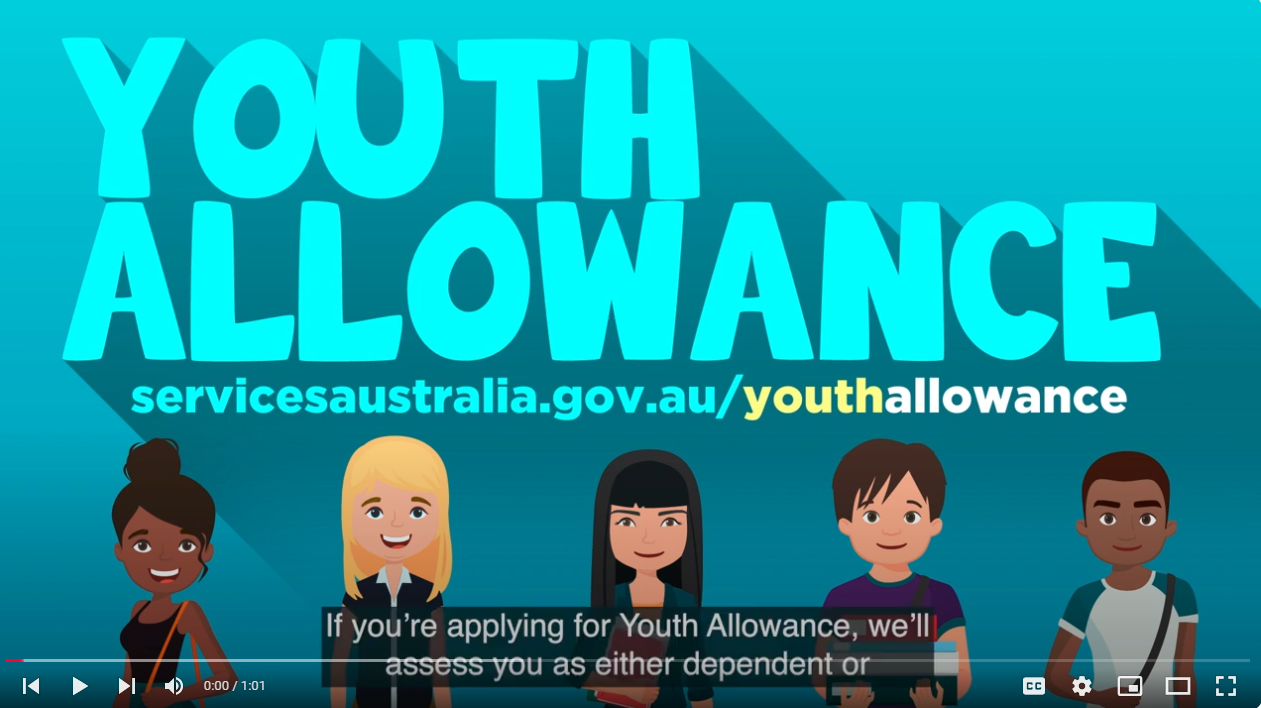 YOUTH
ALLOWANCE
servicesaustralia.gov.au/youthallowance
If you're applying for Youth Allowance, we'll
assess you as either dependent or
0:00 / 1:01
CC